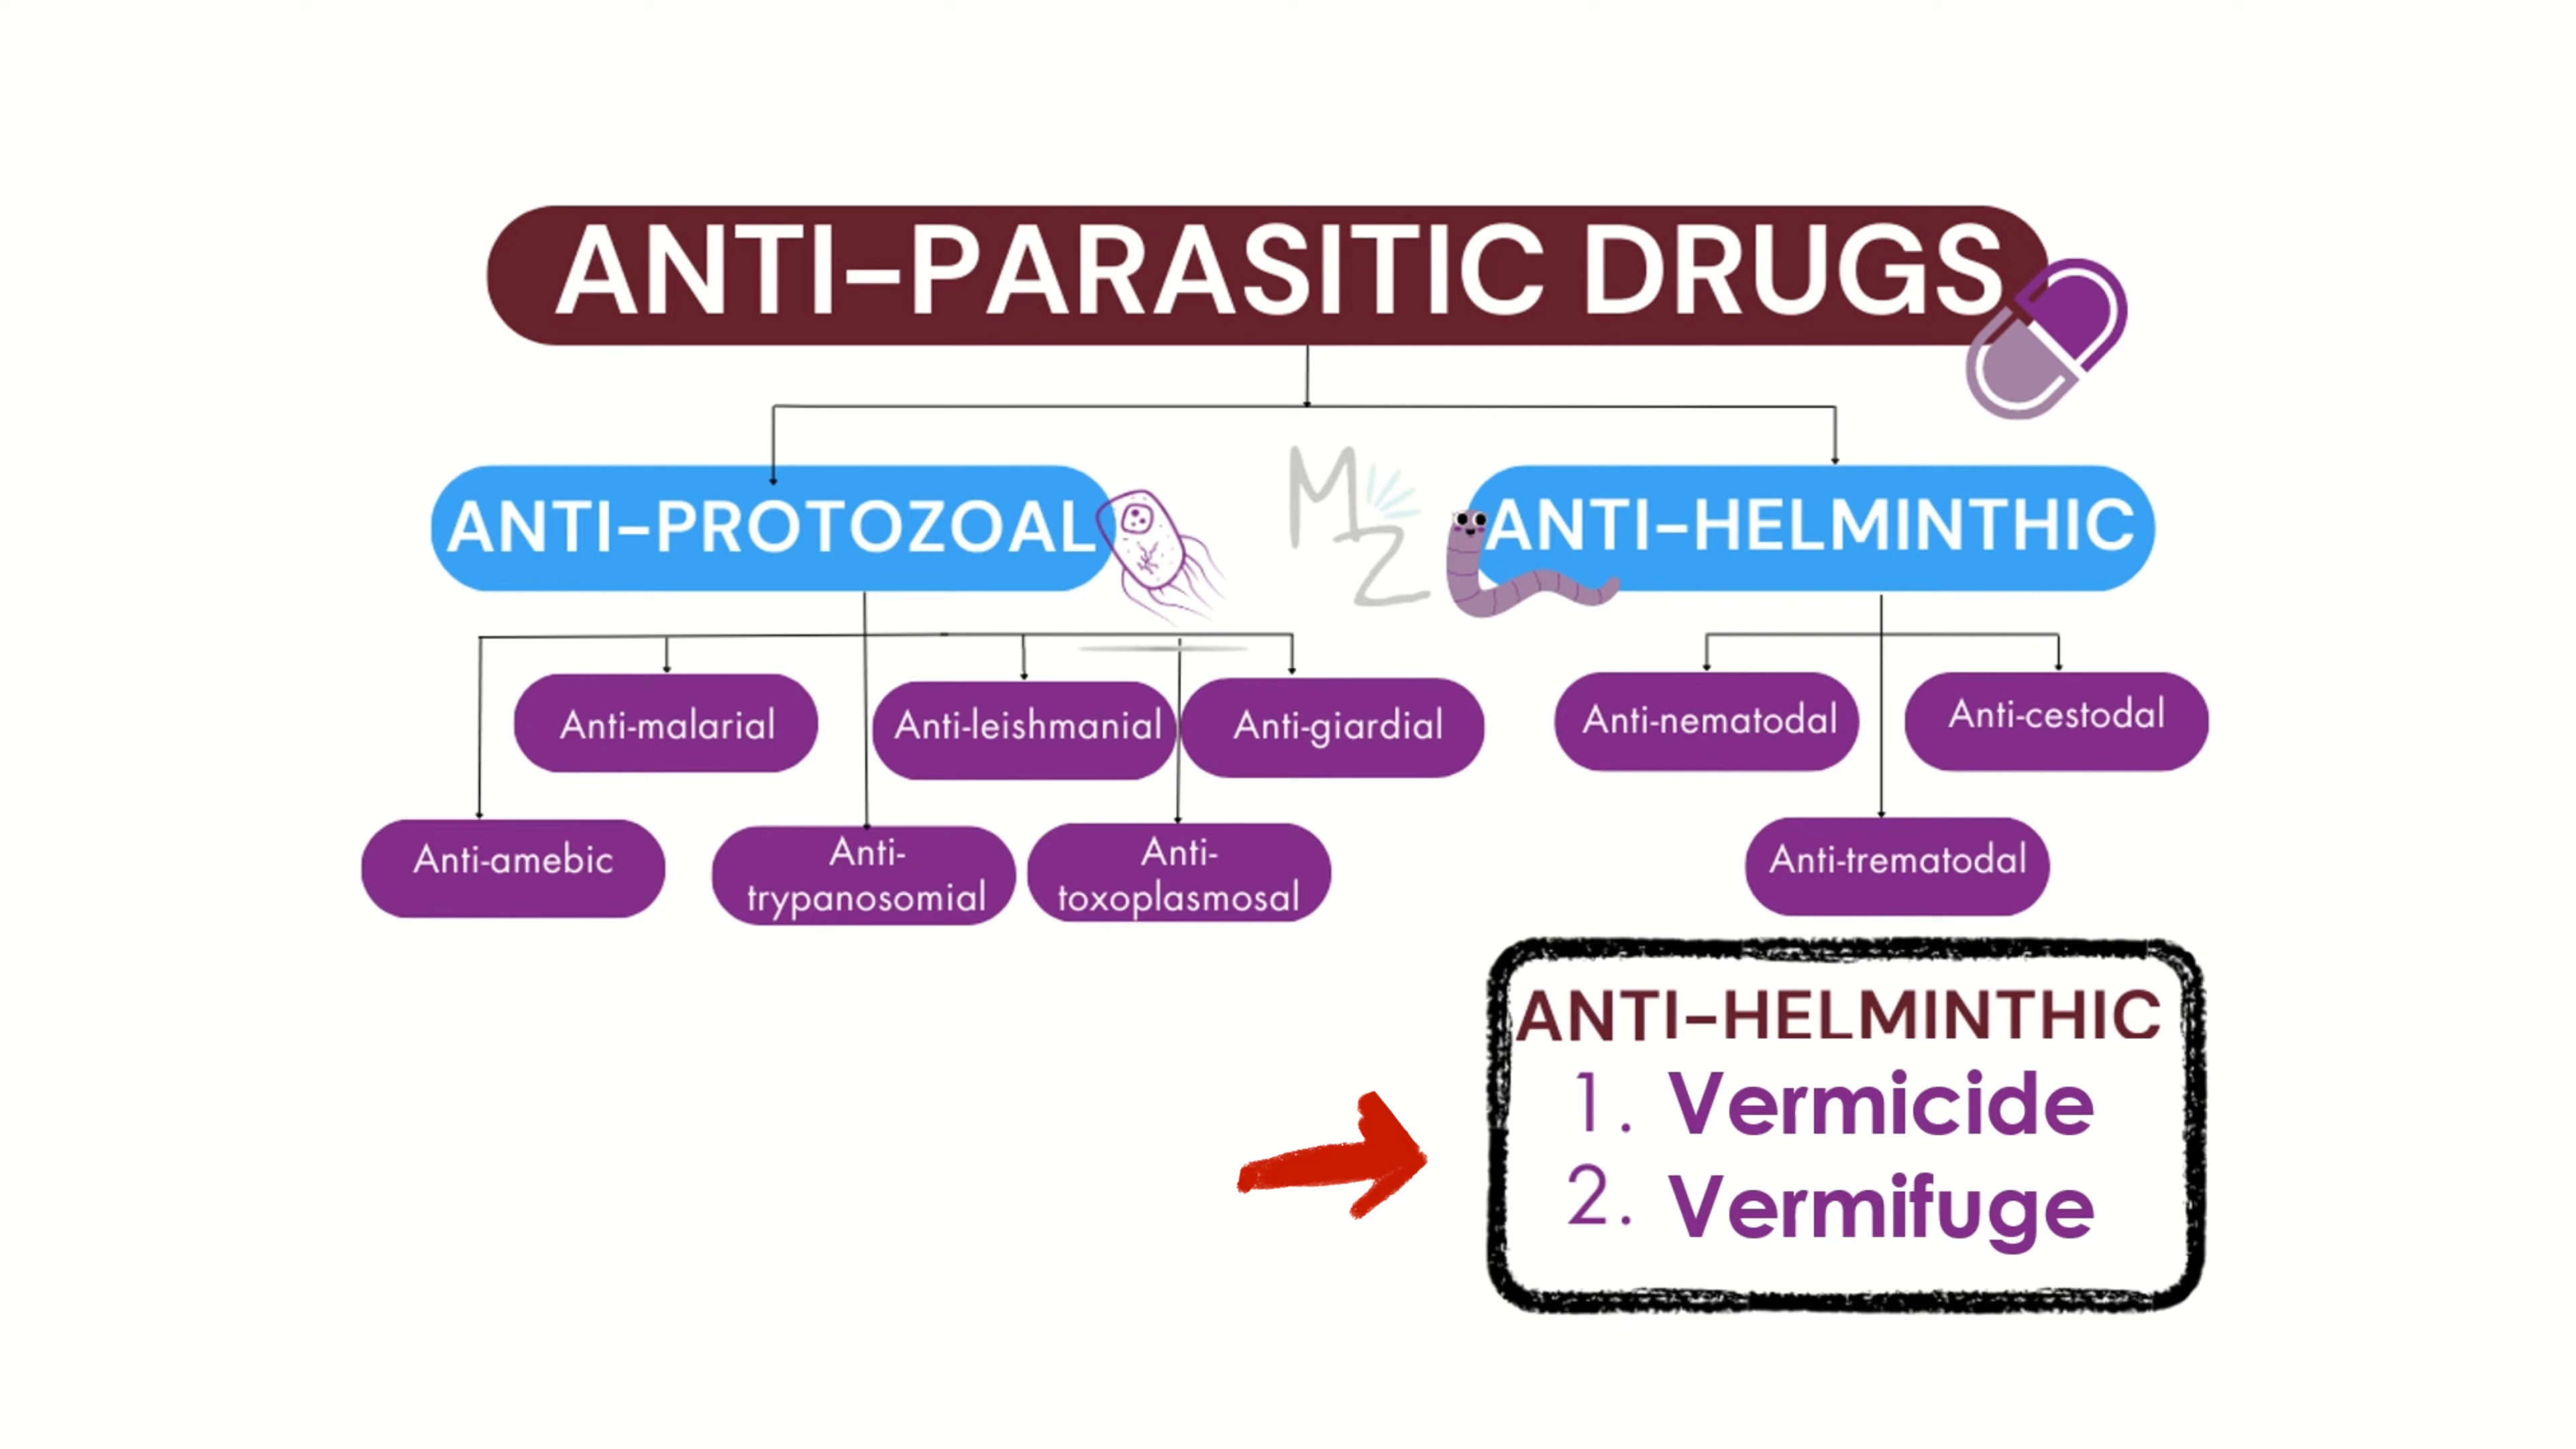 ANTI-PARASITIC DRUGS
ANTI-PROTOZOAL
MZ
ANTI-HELMINTHIC
Anti-malarial
Anti-leishmanial
Anti-giardial
Anti-nematodal
Anti-cestodal
Anti-amebic
Anti-
trypanosomial
Anti-
toxoplasmosal
Anti-trematodal
ANTI-HELMINTHIC
1. Vermicide
2. Vermifuge